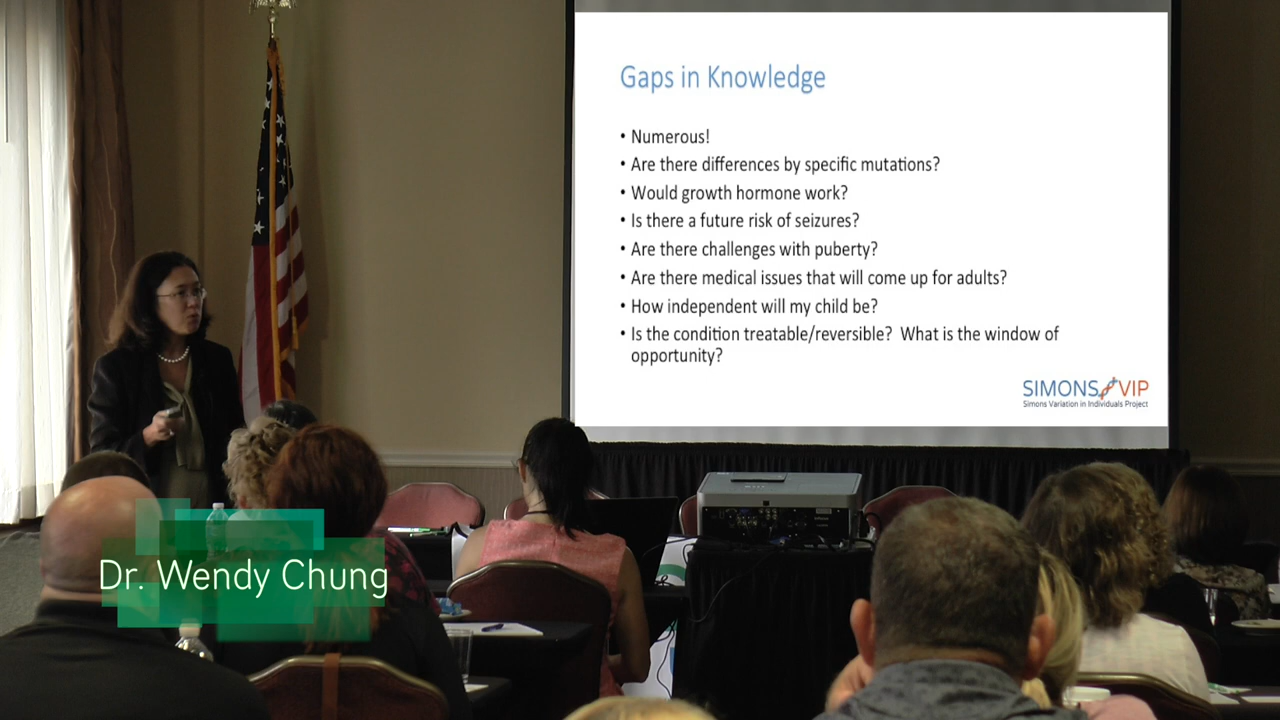 Gaps in Knowledge
• Numerous!
• Are there differences by specific mutations?
• Would growth hormone work?
• Is there a future risk of seizures?
• Are there challenges with puberty?
• Are there medical issues that will come up for adults?
• How independent will my child be?
• Is the condition treatable/reversible? What is the window of
opportunity?
SIMONS VIP
Simons Variation in Individuals Project
Dr. Wendy Chung